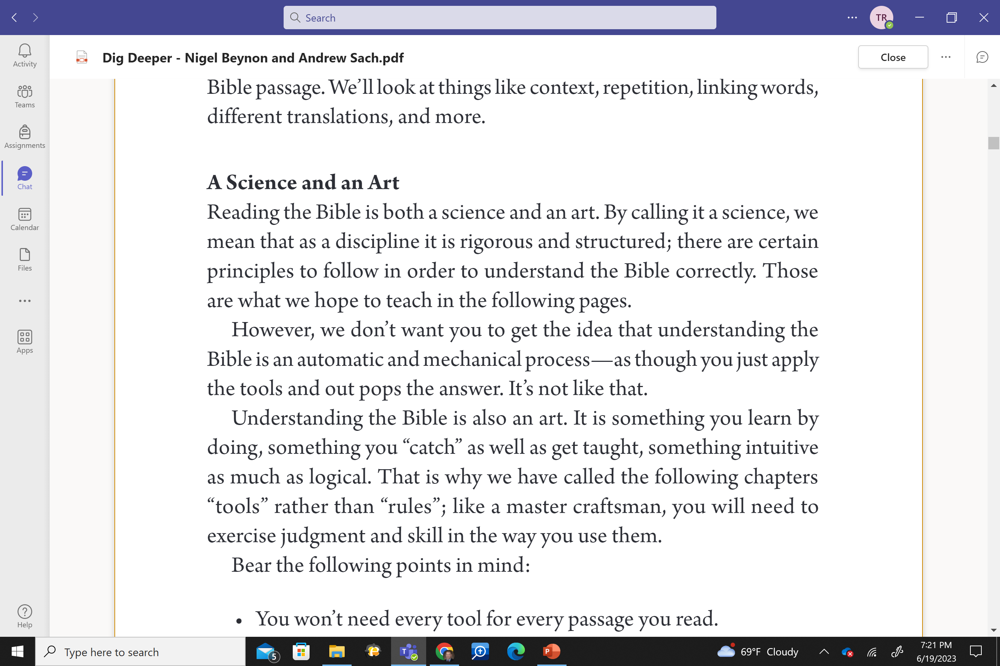 Search
TR
Activity
Teams
Assignments
Chat
Calendar
Files
Apps
Help
Dig Deeper - Nigel Beynon and Andrew Sach.pdf
Close
Bible passage. We’ll look at things like context, repetition, linking words,
different translations, and more.
A Science and an Art
Reading the Bible is both a science and an art. By calling it a science, we
mean that as a discipline it is rigorous and structured; there are certain
principles to follow in order to understand the Bible correctly. Those
are what we hope to teach in the following pages.
However, we don’t want you to get the idea that understanding the
Bible is an automatic and mechanical process—as though you just apply
the tools and out pops the answer. It’s not like that.
Understanding the Bible is also an art. It is something you learn by
doing, something you “catch” as well as get taught, something intuitive
as much as logical. That is why we have called the following chapters
“tools” rather than “rules”; like a master craftsman, you will need to
exercise judgment and skill in the way you use them.
Bear the following points in mind:
• You won’t need every tool for every passage you read.
Type here to search
5
T
P
69°F Cloudy
7:21 PM
6/19/2023